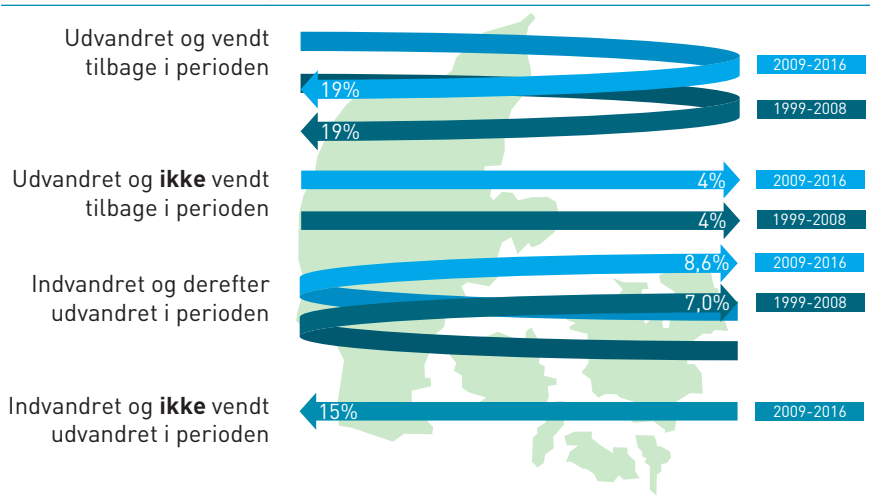 Udvandret og vendt
tilbage i perioden
2009-2016
19%
1999-2008
19%
Udvandret og ikke vendt
tilbage i perioden
4%
2009-2016
4%
1999-2008
Indvandret og derefter
udvandret i perioden
8,6%
2009-2016
7,0%
1999-2008
Indvandret og ikke vendt
udvandret i perioden
15%
2009-2016